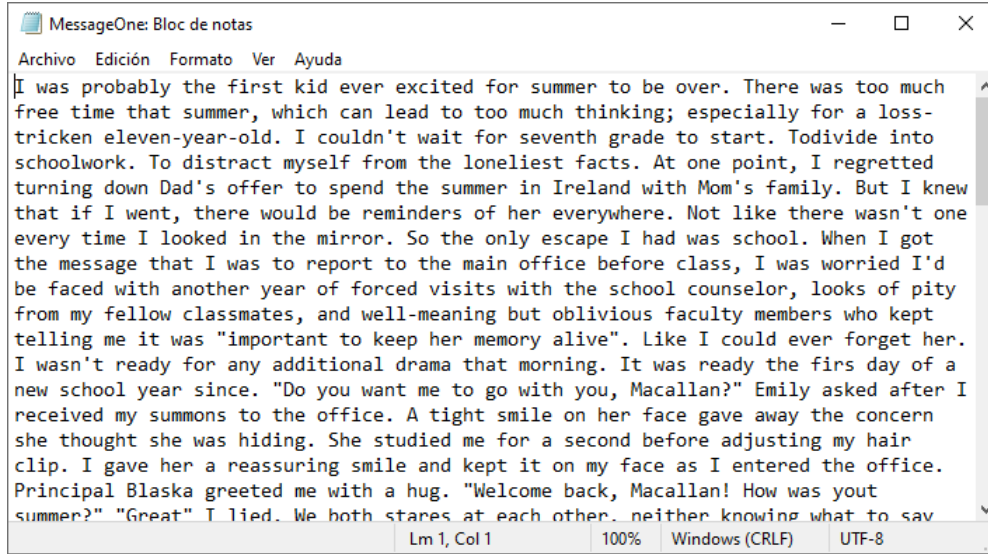 MessageOne: Bloc de notas
Archivo Edición Formato Ver Ayuda
I was probably the first kid ever excited for summer to be over. There was too much
free time that summer, which can lead to too much thinking; especially for a loss-
tricken eleven-year-old. I couldn't wait for seventh grade to start. Todivide into
schoolwork. To distract myself from the loneliest facts. At one point, I regretted
turning down Dad's offer to spend the summer in Ireland with Mom's family. But I knew
that if I went, there would be reminders of her everywhere. Not like there wasn't one
every time I looked in the mirror. So the only escape I had was school. When I got
the message that I was to report to the main office before class, I was worried I'd
be faced with another year of forced visits with the school counselor, looks of pity
from my fellow classmates, and well-meaning but oblivious faculty members who kept
telling me it was "important to keep her memory alive". Like I could ever forget her.
I wasn't ready for any additional drama that morning. It was ready the firs day of a
new school year since. "Do you want me to go with you, Macallan?" Emily asked after I
received my summons to the office. A tight smile on her face gave away the concern
she thought she was hiding. She studied me for a second before adjusting my hair
clip. I gave her a reassuring smile and kept it on my face as I entered the office.
Principal Blaska greeted me with a hug. "Welcome back, Macallan! How was yout
summer?" "Great" I lied. We both stares at each other, neither knowing what to say
Lm 1, Col 1 100% Windows (CRLF) UTF-8